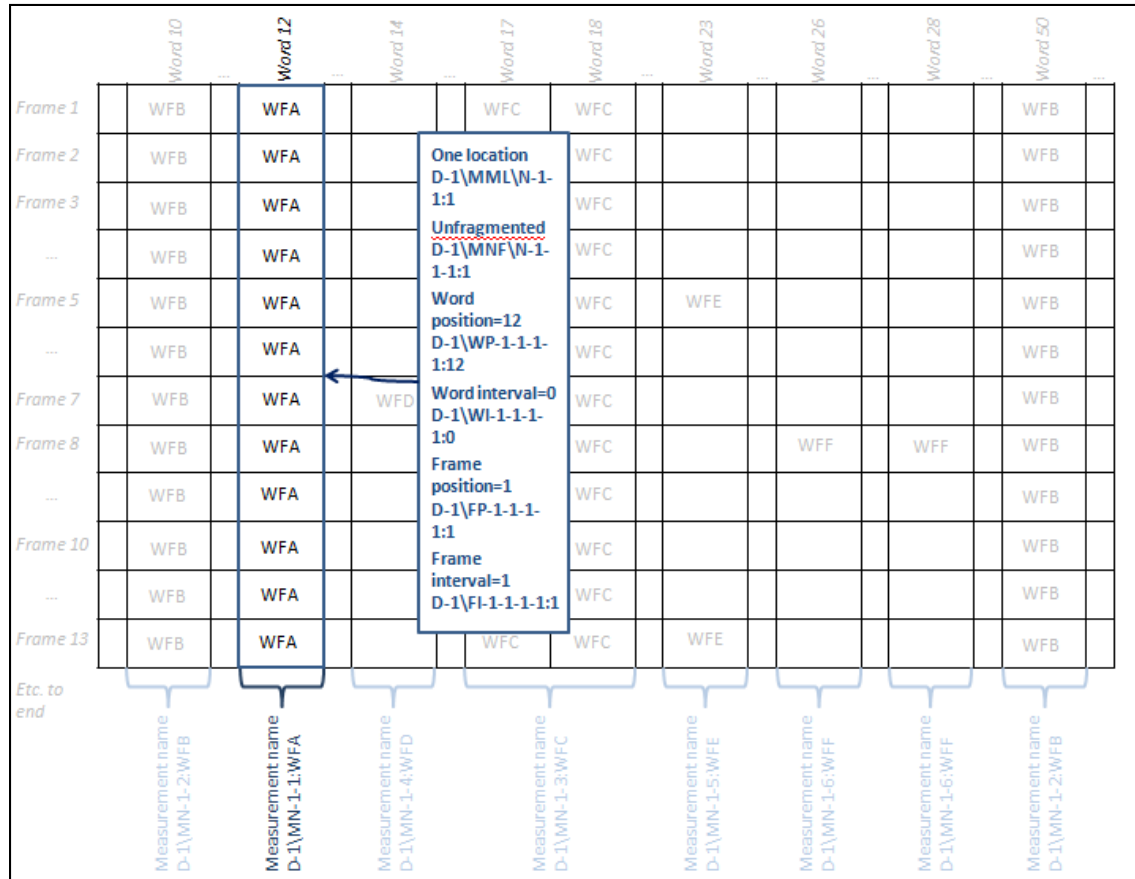 Word 10 ... Word 12 ... Word 14 ... Word 17 Word 18 ... Word 23 ... Word 26 ... Word 28 ... Word 50 ...
Frame 1 WFB WFA WFC WFC WFB
Frame 2 WFB WFA WFC WFB
Frame 3 WFB WFA WFC WFB
... WFB WFA WFC WFB
Frame 5 WFB WFA WFC WFE WFB
... WFB WFA WFC WFB
Frame 7 WFB WFA WFD WFC WFB
Frame 8 WFB WFA WFC WFF WFF WFB
... WFB WFA WFC WFB
Frame 10 WFB WFA WFC WFB
... WFB WFA WFC WFB
Frame 13 WFB WFA WFC WFC WFE WFB
Etc. to
end
One location
D-1\MML\N-1-
1:1
Unfragmented
D-1\MNF\N-1-
1-1:1
Word
position=12
D-1\WP-1-1-1-
1:12
Word interval=0
D-1\WI-1-1-1-
1:0
Frame
position=1
D-1\FP-1-1-1-
1:1
Frame
interval=1
D-1\FI-1-1-1-1:1
Measurement name
D-1\MN-1-2:WFB
Measurement name
D-1\MN-1-1:WFA
Measurement name
D-1\MN-1-4:WFD
Measurement name
D-1\MN-1-3:WFC
Measurement name
D-1\MN-1-5:WFE
Measurement name
D-1\MN-1-6:WFF
Measurement name
D-1\MN-1-6:WFF
Measurement name
D-1\MN-1-2:WFB